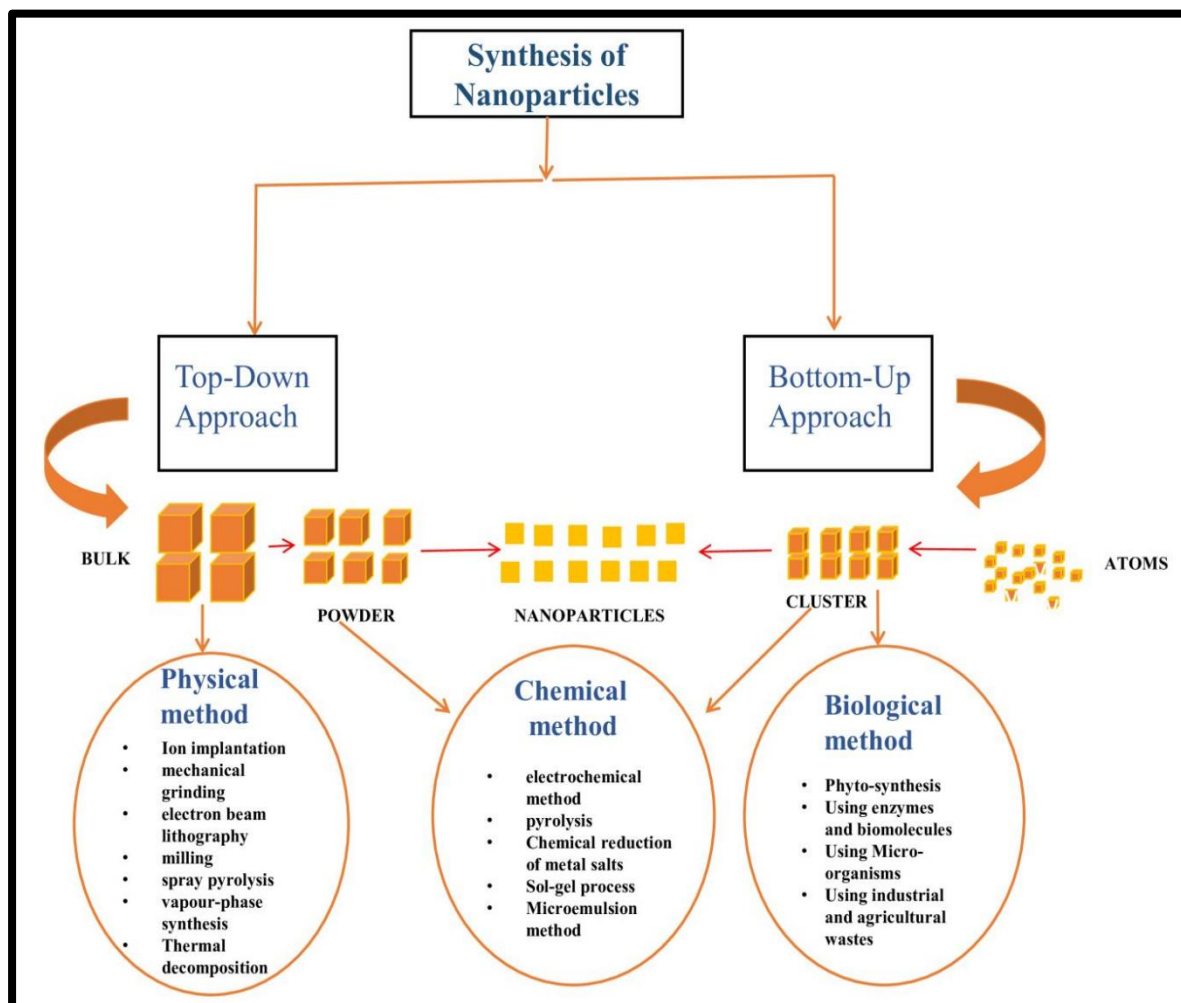 Synthesis of
Nanoparticles
Top-Down
Approach
Bottom-Up
Approach
BULK
POWDER
NANOPARTICLES
CLUSTER
ATOMS
Physical
method
• Ion implantation
• mechanical
grinding
• electron beam
lithography
• milling
• spray pyrolysis
• vapour-phase
synthesis
• Thermal
decomposition
Chemical
method
• electrochemical
method
• pyrolysis
• Chemical reduction
of metal salts
• Sol-gel process
• Microemulsion
method
Biological
method
• Phyto-synthesis
• Using enzymes
and biomolecules
• Using Micro-
organisms
• Using industrial
and agricultural
wastes